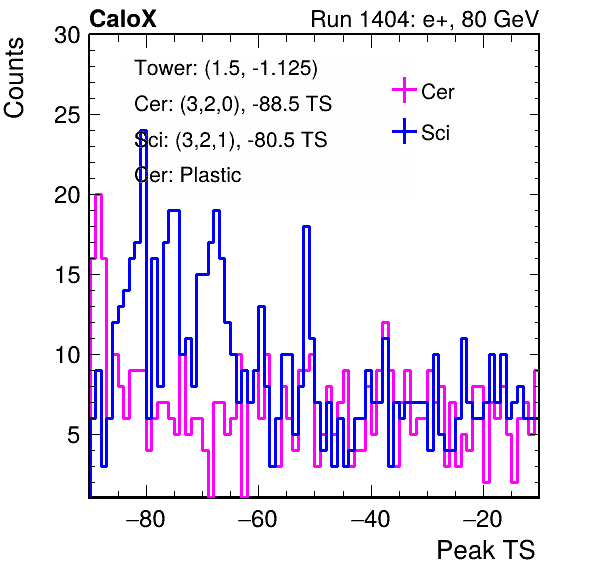 CaloX Run 1404: e+, 80 GeV
Counts
30
25
20
15
10
5
Tower: (1.5, -1.125)
Cer: (3,2,0), -88.5 TS
Sci: (3,2,1), -80.5 TS
Cer: Plastic
Cer
Sci
−80 −60 −40 −20
Peak TS